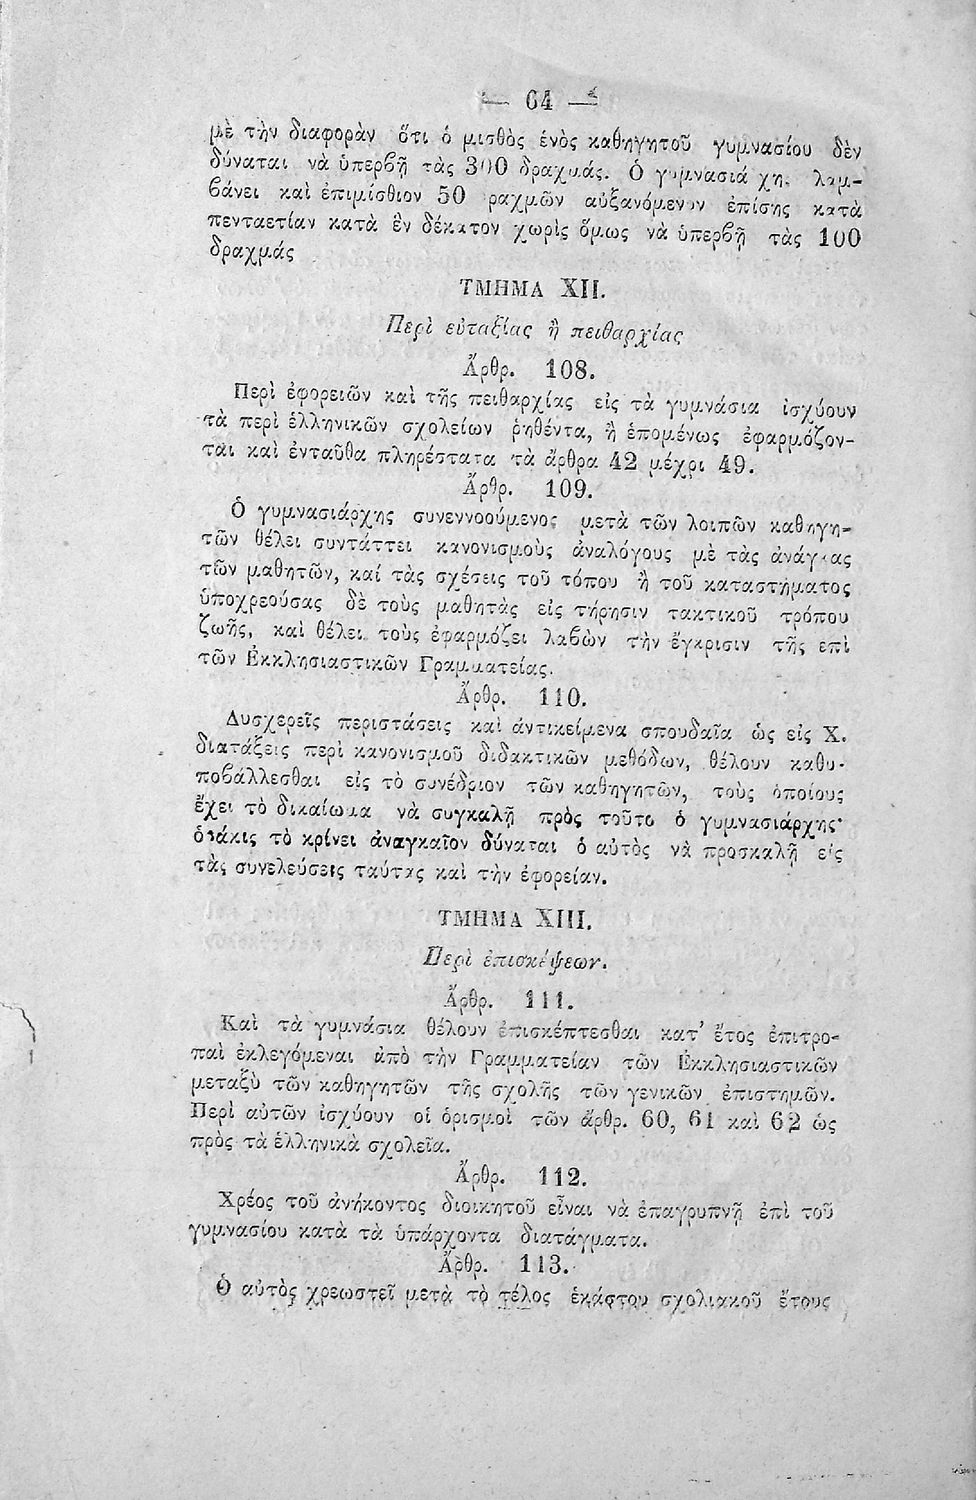 — 64 —
μὲ τὴν διαφορὰν ὅτι ὁ μισθὸς ἑνὸς καθηγητοῦ γυμνασίου δὲν
δύναται νὰ ὑπερβῇ τὰς 300 δραχμάς. Ὁ λαμ-
βάνει καὶ ἐπιμίσθιον 50 ραχμῶν αὐξανόμενον ἐπίσης κατὰ
πενταετίαν κατὰ ἓν δέκατον χωρὶς ὅμως νὰ ὑπερβῇ τὰς 100
δραχμάς
ΤΜΗΜΑ XII.
Περὶ εὐταξίας ἢ πειθαρχίας
Ἄρθρ. 108.
Περὶ ἐφορειῶν καὶ τῆς πειθαρχίας εἰς τὰ γυμνάσια ἰσχύουν
τὰ περὶ ἑλληνικῶν σχολείων ῥηθέντα, ἢ ἑπομένως ἐφαρμόζον-
ται καὶ ἐνταῦθα πληρέστατα τὰ ἄρθρα 42 μέχρι 49.
Ἄρθρ. 109.
Ὁ γυμνασιάρχης συνεννοούμενος μετὰ τῶν λοιπῶν καθηγη-
τῶν θέλει συντάττει κανονισμοὺς ἀναλόγους μὲ τὰς ἀνάγκας
τῶν μαθητῶν, καί τὰς σχέσεις τοῦ τόπου ἢ τοῦ καταστήματος
ὑποχρεούσας δὲ τοὺς μαθητὰς εἰς τήρησιν τακτικοῦ τρόπου
ζωῆς, καὶ θέλει τοὺς ἐφαρμόζει λαβὼν τὴν ἔγκρισιν τῆς ἐπὶ
τῶν Ἐκκλησιαστικῶν Γραμματείας.
Ἄρθρ. 110.
Δυσχερεῖς περιστάσεις καὶ ἀντικείμενα σπουδαῖα ὡς εἰς Χ.
διατάξεις περὶ κανονισμοῦ διδακτικῶν μεθόδων, θέλουν καθυ-
ποβάλλεσθαι εἰς τὸ συνέδριον τῶν καθηγητῶν, τοὺς ὁποίους
ἔχει τὸ δικαίωμα νὰ συγκαλῇ πρὸς τοῦτο ὁ γυμνασιάρχης·
ὁσάκις τὸ κρίνει ἀναγκαῖον δύναται ὁ αὐτὸς νὰ προσκαλῇ εἰς
τὰς συνελεύσεις ταύτας καὶ τὴν ἐφορείαν.
ΤΜΗΜΑ XIII.
Περὶ ἐπισκέψεων.
Ἄρθρ. 111.
Καὶ τὰ γυμνάσια θέλουν ἐπισκέπτεσθαι κατ' ἔτος ἐπιτρο-
παὶ ἐκλεγόμεναι ἀπὸ τὴν Γραμματείαν τῶν Ἐκκλησιαστικῶν
μεταξὺ τῶν καθηγητῶν τῆς σχολῆς τῶν γενικῶν ἐπιστημῶν.
Περὶ αὐτῶν ἰσχύουν οἱ ὁρισμοὶ τῶν ἄρθρ. 60, 61 καὶ 62 ὡς
πρὸς τὰ ἑλληνικὰ σχολεῖα.
Ἄρθρ. 112.
Χρέος τοῦ ἀνήκοντος διοικητοῦ εἶναι νὰ ἐπαγρυπνῇ ἐπὶ τοῦ
γυμνασίου κατὰ τὰ ὑπάρχοντα διατάγματα.
Ἄρθρ. 113.
Ὁ αὐτὸς χρεωστεῖ μετὰ τὸ τέλος ἑκάστου σχολιακοῦ ἔτους